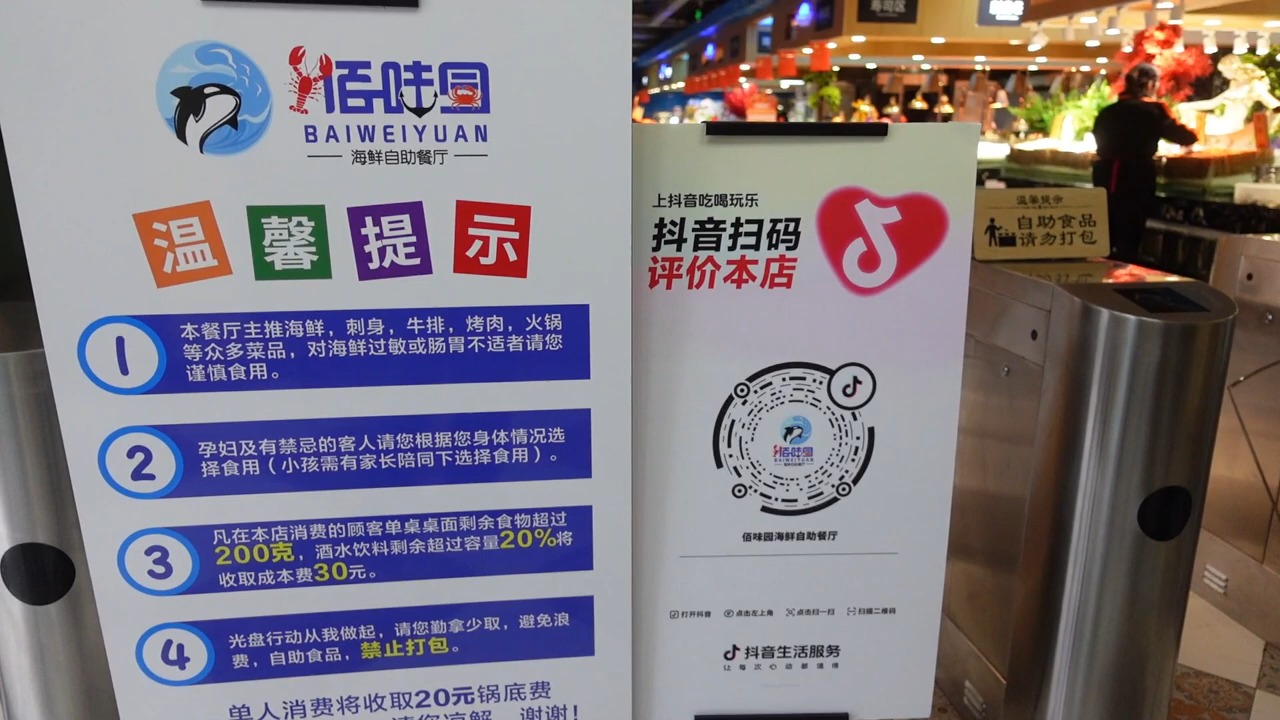 佰味园
BAIWEIYUAN
海鲜自助餐厅
温馨提示
1
本餐厅主推海鲜，刺身，牛排，烤肉，火锅
等众多菜品，对海鲜过敏或肠胃不适者请您
谨慎食用。
2
孕妇及有禁忌的客人请您根据您身体情况选
择食用（小孩需有家长陪同下选择食用）。
3
凡在本店消费的顾客单桌桌面剩余食物超过
200克，酒水饮料剩余超过容量20%将
收取成本费30元。
4
光盘行动从我做起，请您勤拿少取，避免浪
费，自助食品，禁止打包。
单人消费将收取20元锅底费
请您谅解，谢谢！
上抖音吃喝玩乐
抖音扫码
评价本店
佰味园
BAIWEIYUAN
佰味园海鲜自助餐厅
打开抖音 点击左上角 点击扫一扫 扫描二维码
抖音生活服务
让每次心动都值得
寿司区
温馨提示
自助食品
请勿打包